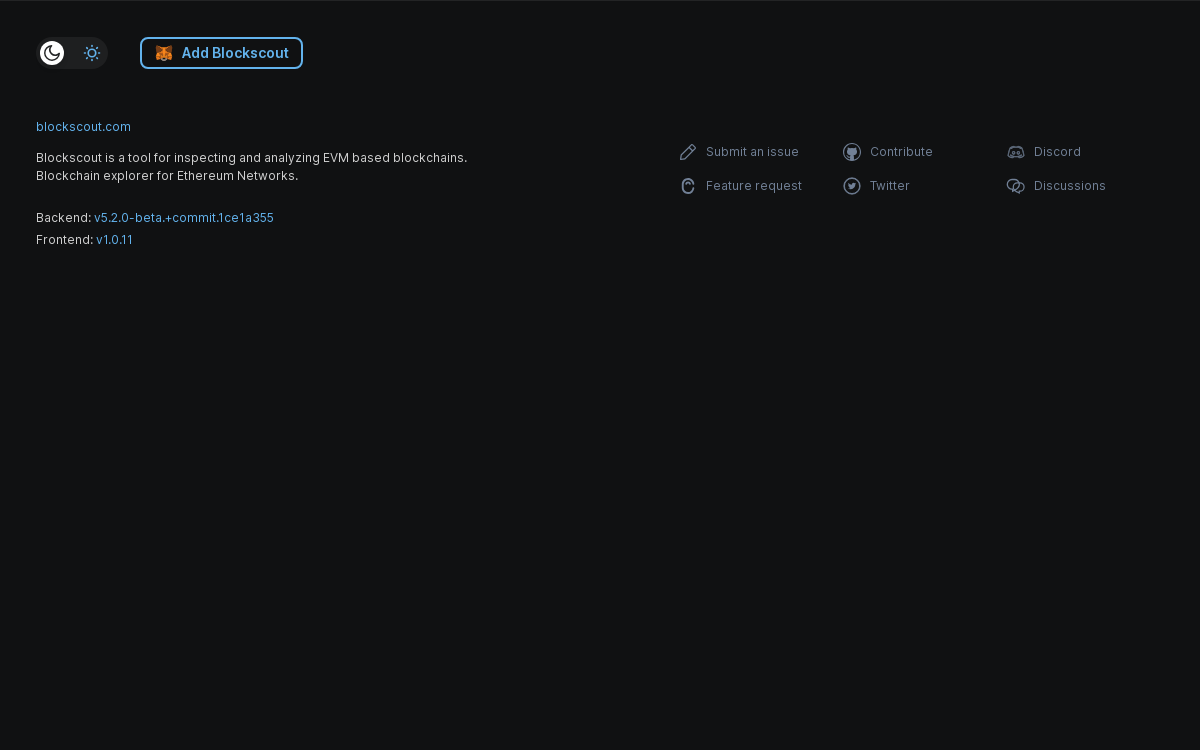 Add Blockscout
blockscout.com
Blockscout is a tool for inspecting and analyzing EVM based blockchains.
Blockchain explorer for Ethereum Networks.
Backend: v5.2.0-beta.+commit.1ce1a355
Frontend: v1.0.11
Submit an issue
Contribute
Discord
Feature request
Twitter
Discussions